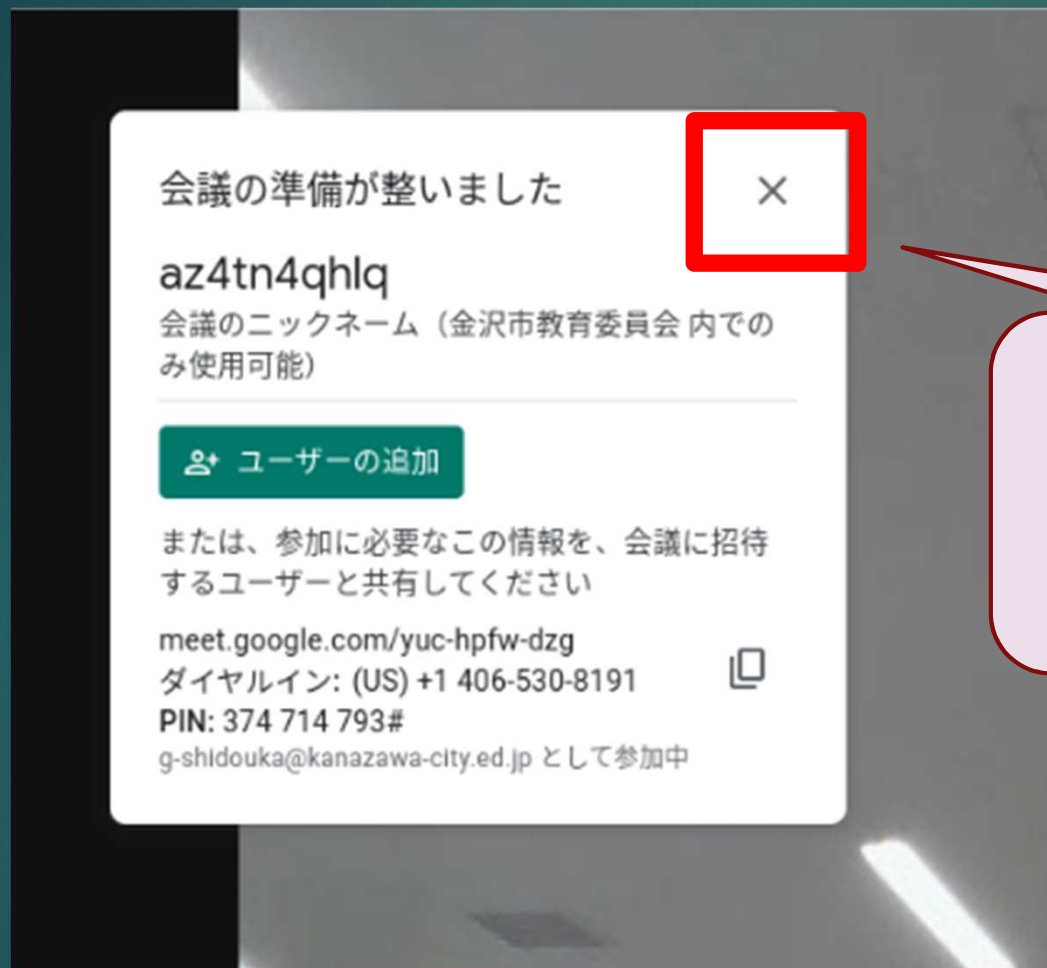 会議の準備が整いました
az4tn4qhlq
会議のニックネーム（金沢市教育委員会 内での
み使用可能）
ユーザーの追加
または、参加に必要なこの情報を、会議に招待
するユーザーと共有してください
meet.google.com/yuc-hpfw-dzg
ダイヤルイン: (US) +1 406-530-8191
PIN: 374 714 793#
g-shidouka@kanazawa-city.ed.jp として参加中